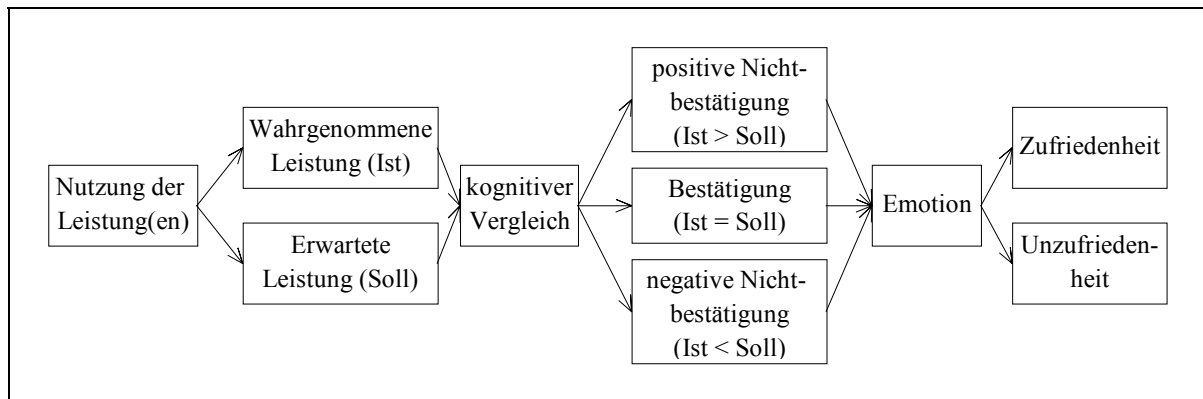 Nutzung der
Leistung(en)
Wahrgenommene
Leistung (Ist)
Erwartete
Leistung (Soll)
kognitiver
Vergleich
positive Nicht-
bestätigung
(Ist > Soll)
Bestätigung
(Ist = Soll)
negative Nicht-
bestätigung
(Ist < Soll)
Emotion
Zufriedenheit
Unzufrieden-
heit